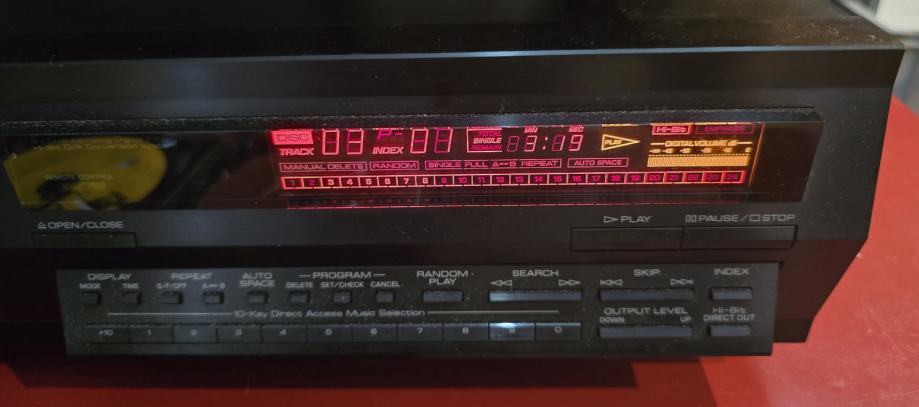 Hi-Bit D/A Conversion
REMOTE CONTROL
DISC
TRACK 03 INDEX 01
TOTAL
SINGLE
REMAIN
MIN SEC
3:19
PLAY
Hi-Bit EMPHASIS
DIGITAL VOLUME dB
MANUAL DELETE RANDOM SINGLE FULL A↔B REPEAT AUTO SPACE
1 2 3 4 5 6 7 8 9 10 11 12 13 14 15 16 17 18 19 20 21 22 23 24
OPEN/CLOSE
PLAY PAUSE / STOP
DISPLAY REPEAT AUTO SPACE PROGRAM RANDOM PLAY SEARCH SKIP INDEX
MODE TIME S/F/OFF A↔B DELETE SET/CHECK CANCEL
10-Key Direct Access Music Selection
OUTPUT LEVEL
DOWN UP
Hi-Bit
DIRECT OUT
+10 1 2 3 4 5 6 7 8 9 0